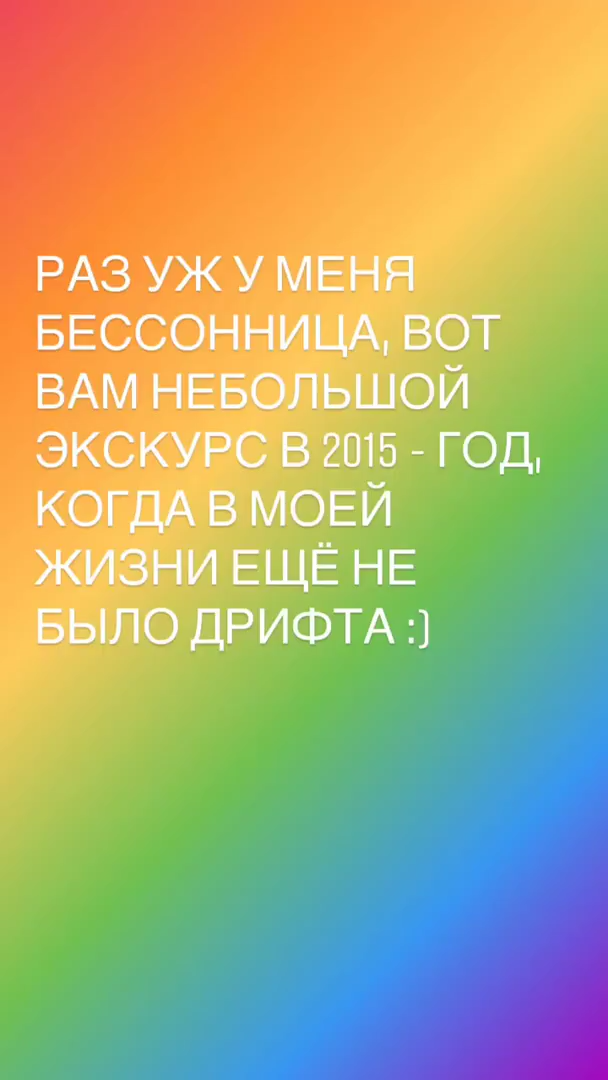 РАЗ УЖ У МЕНЯ
БЕССОННИЦА, ВОТ
ВАМ НЕБОЛЬШОЙ
ЭКСКУРС В 2015 - ГОД,
КОГДА В МОЕЙ
ЖИЗНИ ЕЩЁ НЕ
БЫЛО ДРИФТА :)